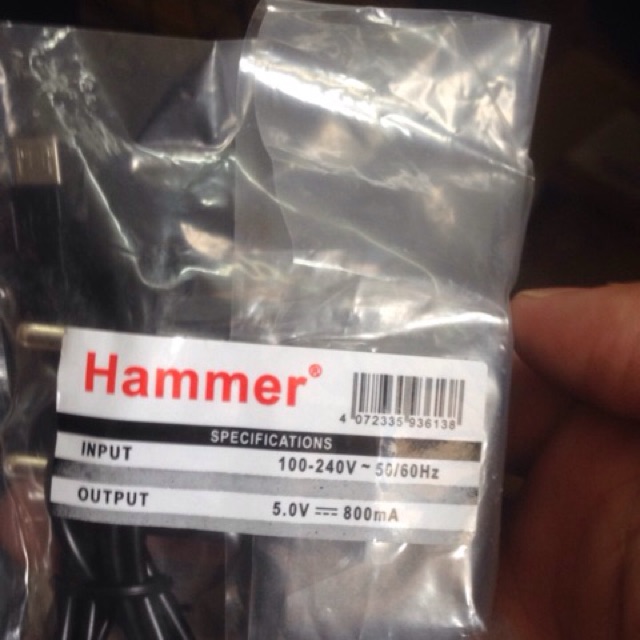 Hammer®
4 072335 936138
SPECIFICATIONS
INPUT 100-240V ~ 50/60Hz
OUTPUT 5.0V ⎓ 800mA